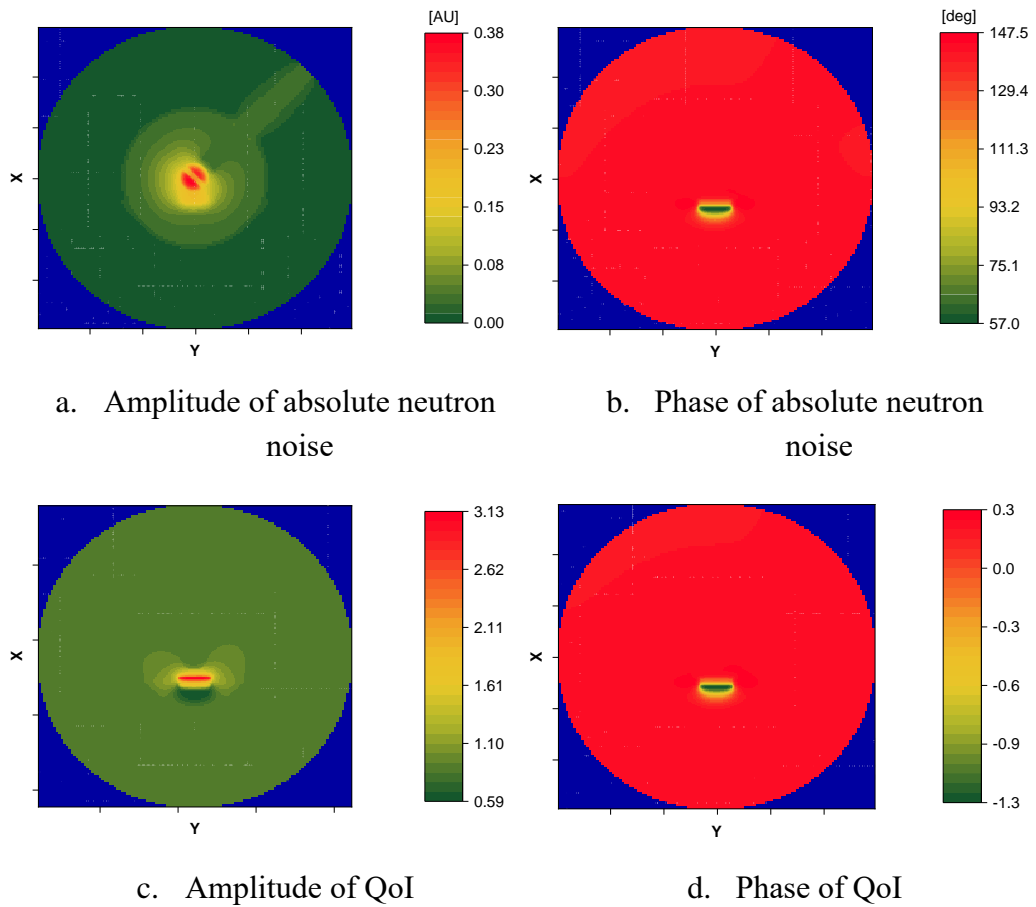 [AU]
0.38
0.30
0.23
0.15
0.08
0.00
X
Y
[deg]
147.5
129.4
111.3
93.2
75.1
57.0
X
Y
a. Amplitude of absolute neutron
noise
b. Phase of absolute neutron
noise
3.13
2.62
2.11
1.61
1.10
0.59
X
Y
0.3
0.0
-0.3
-0.6
-0.9
-1.3
X
Y
c. Amplitude of QoI
d. Phase of QoI